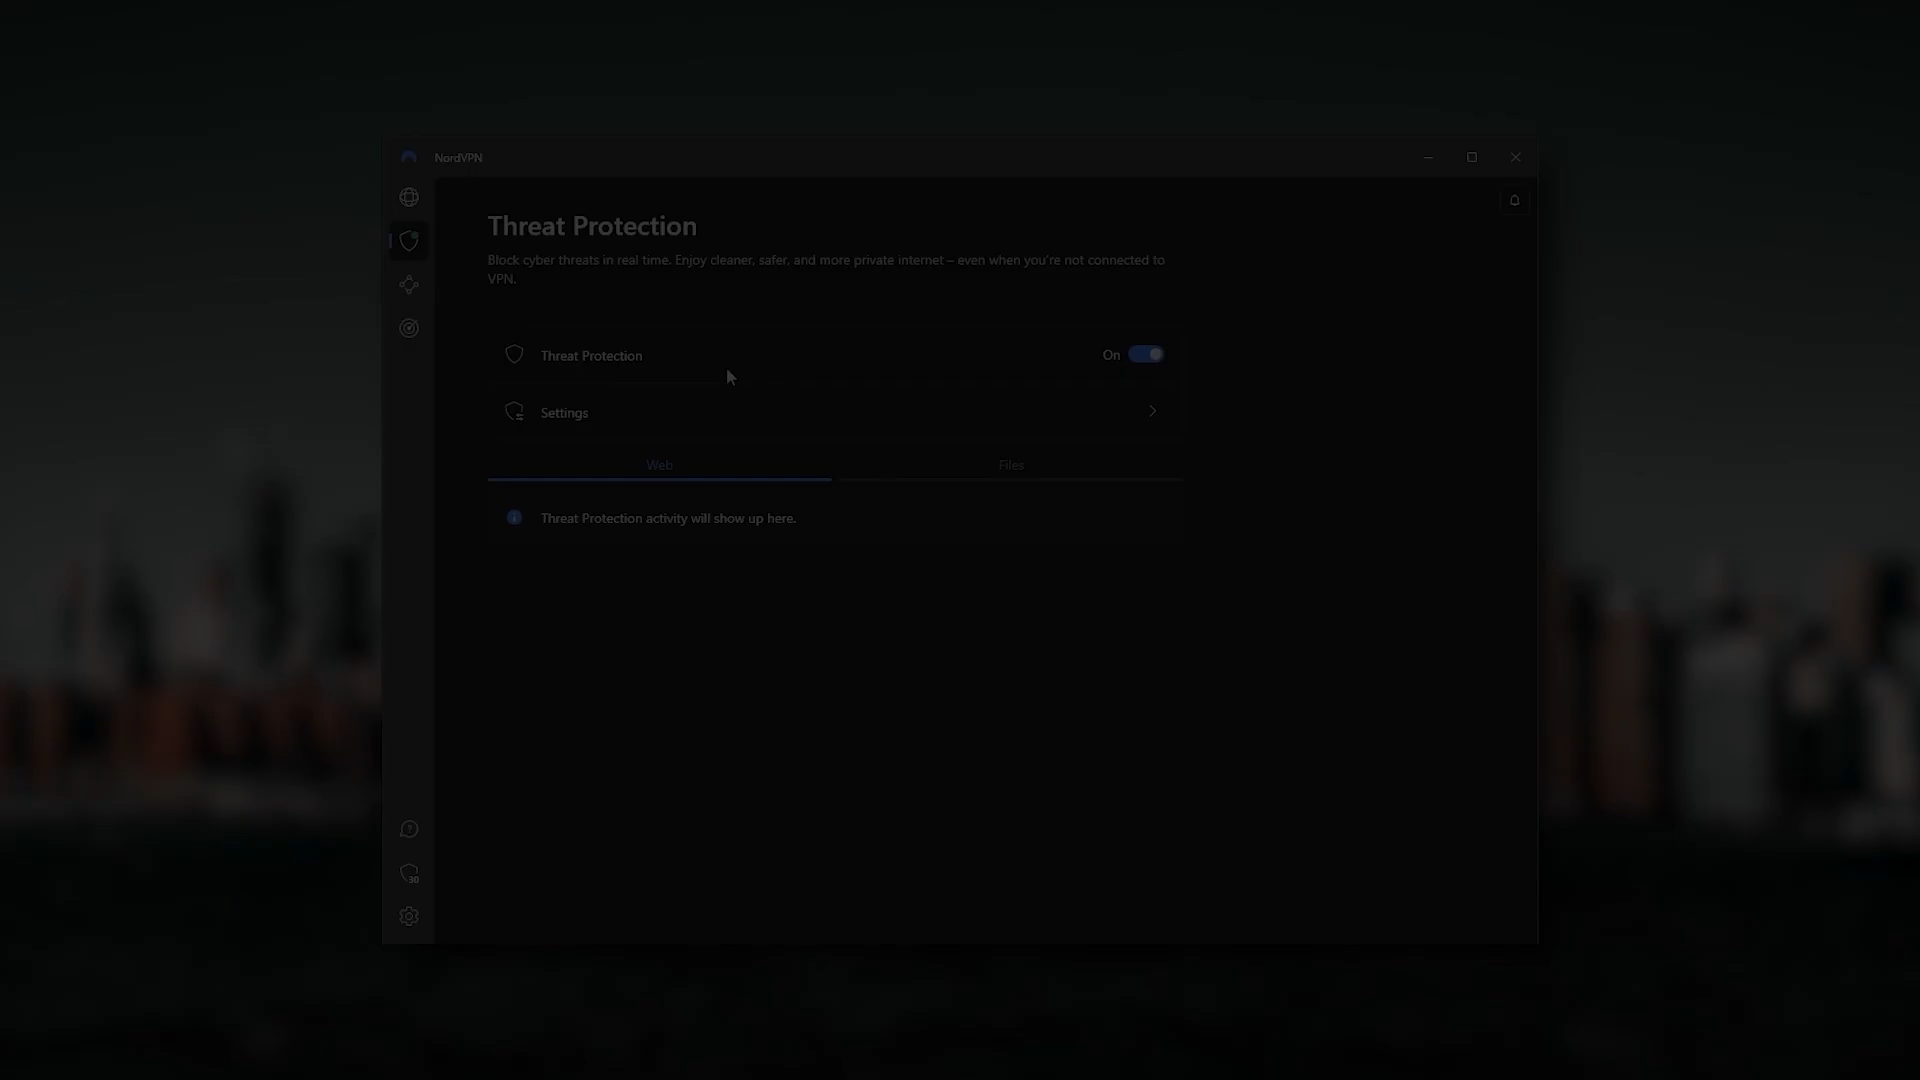 NordVPN
Threat Protection
Block cyber threats in real time. Enjoy cleaner, safer, and more private internet – even when you're not connected to
VPN.
Threat Protection
On
Settings
Web
Files
Threat Protection activity will show up here.
30